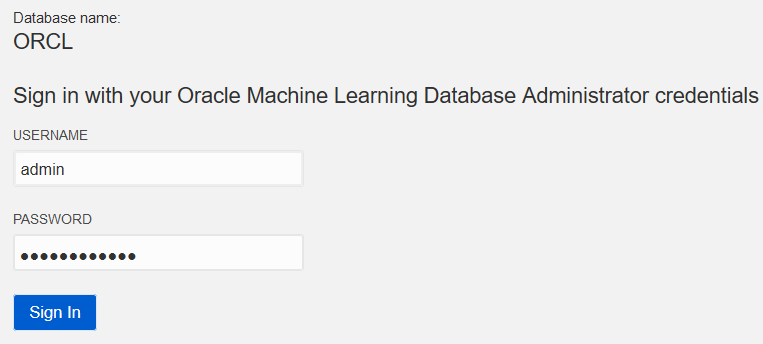 Database name:
ORCL
Sign in with your Oracle Machine Learning Database Administrator credentials
USERNAME
admin
PASSWORD
••••••••••••
Sign In